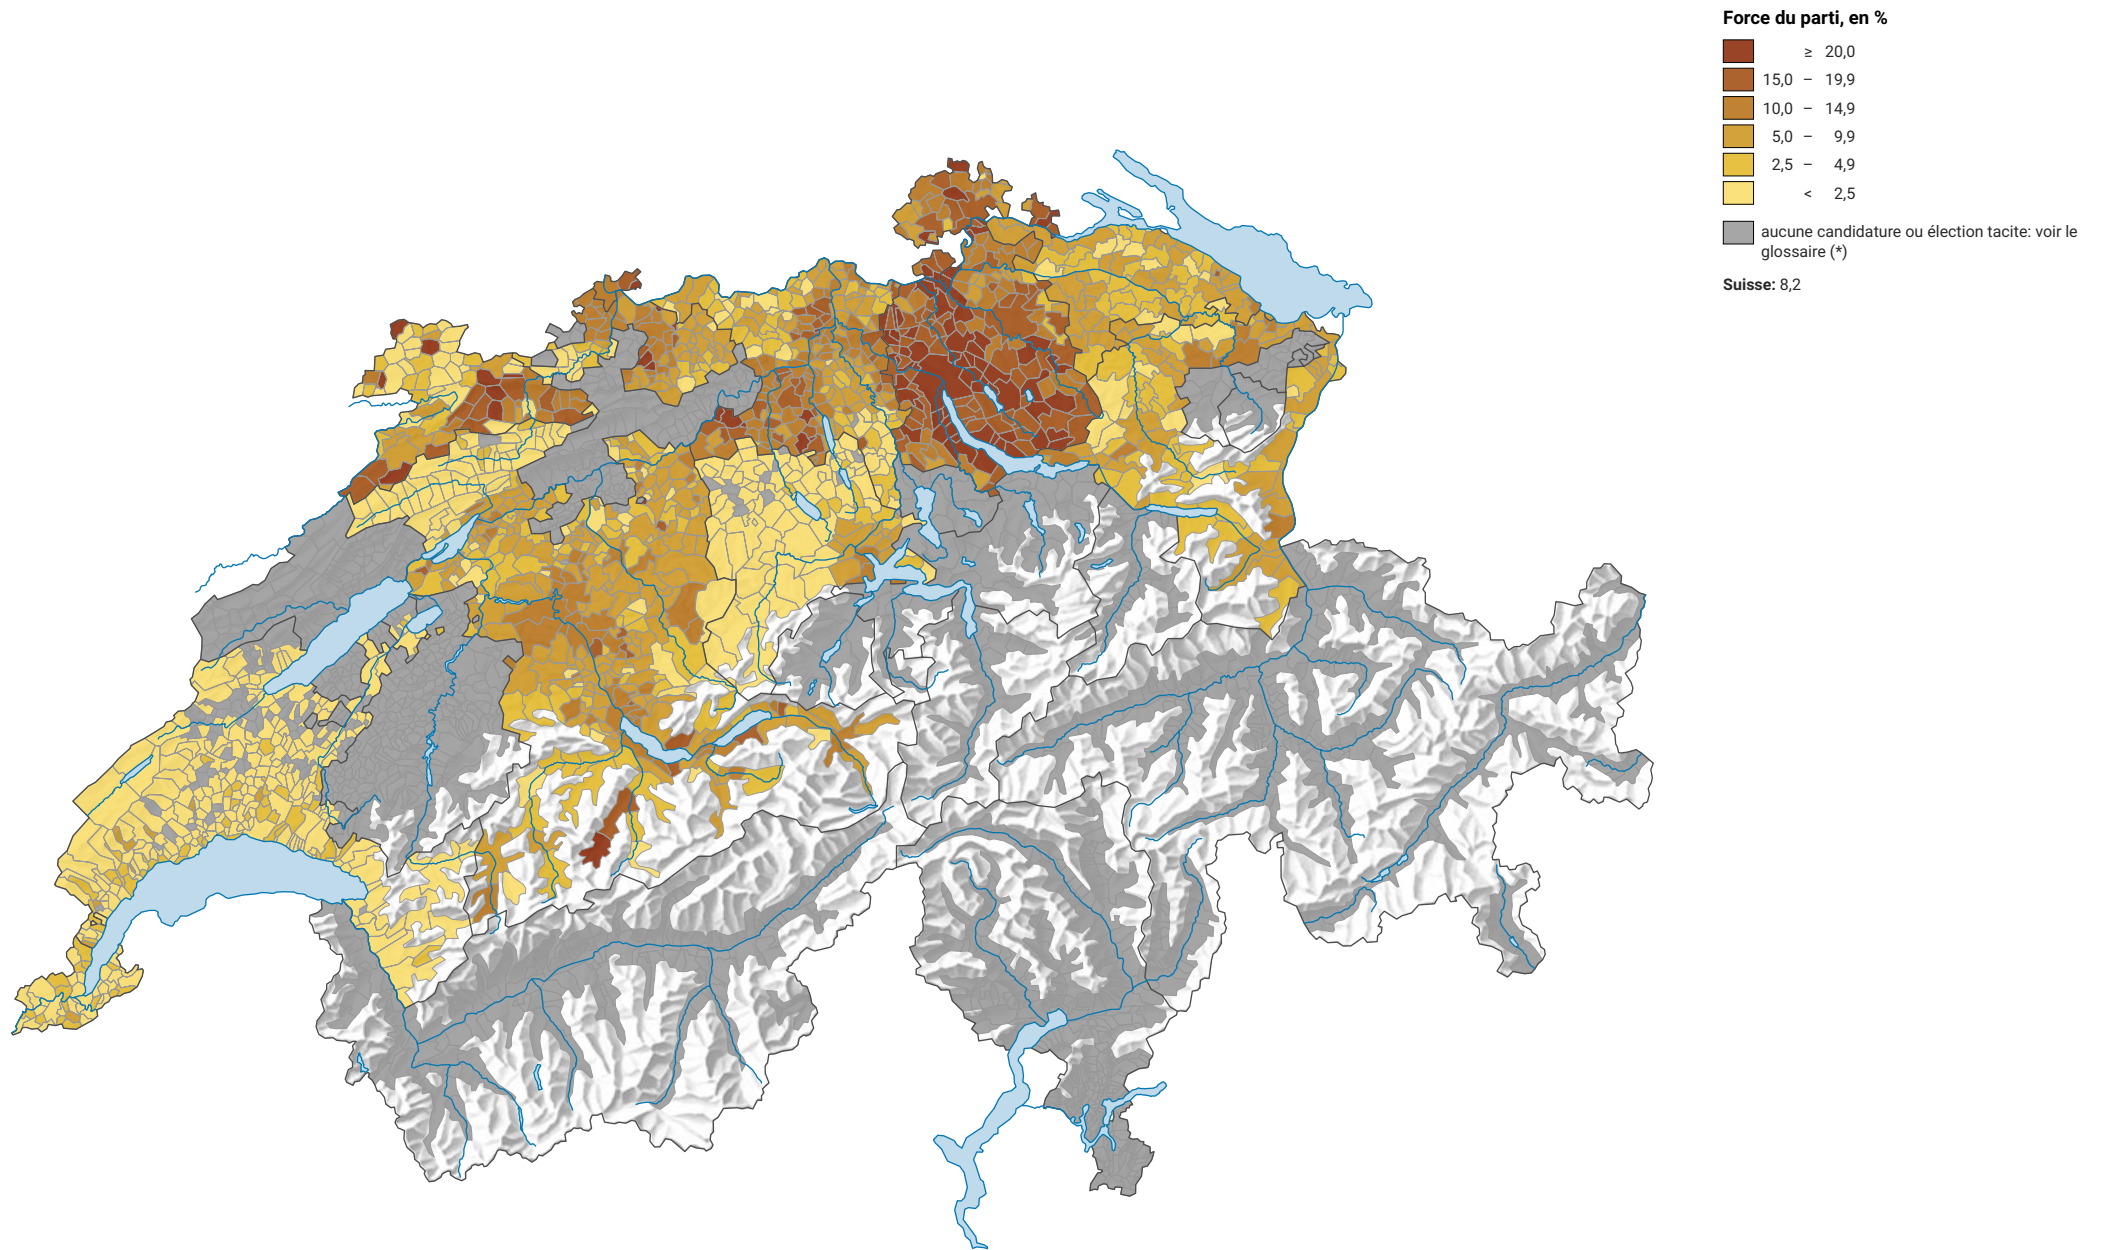 Force du parti, en %
≥ 20,0
15,0 – 19,9
10,0 – 14,9
5,0 – 9,9
2,5 – 4,9
< 2,5
aucune candidature ou élection tacite: voir le
glossaire (*)
Suisse: 8,2